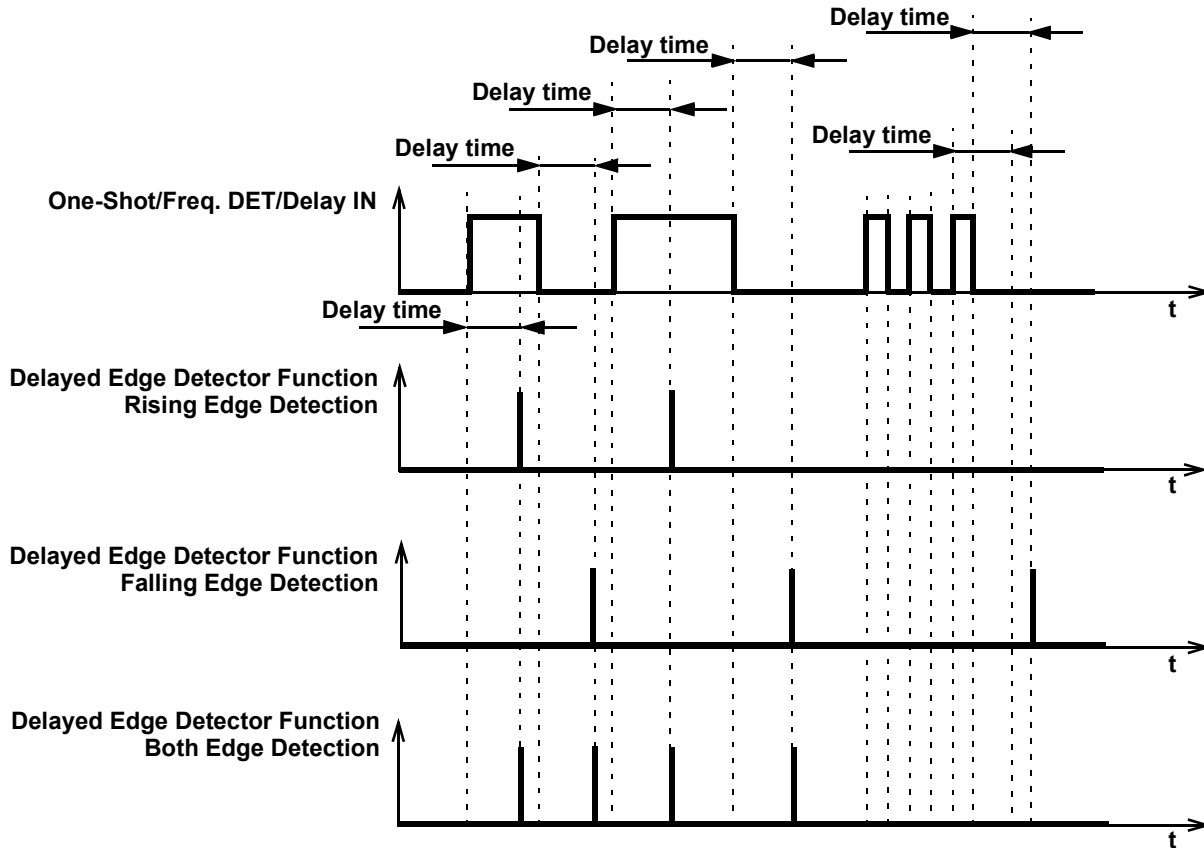 Delay time
Delay time
Delay time
Delay time
Delay time
One-Shot/Freq. DET/Delay IN
t
Delay time
Delayed Edge Detector Function
Rising Edge Detection
t
Delayed Edge Detector Function
Falling Edge Detection
t
Delayed Edge Detector Function
Both Edge Detection
t